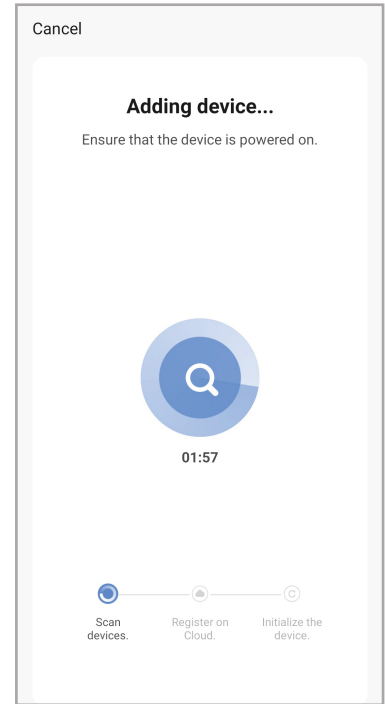 Cancel
Adding device...
Ensure that the device is powered on.
01:57
Scan
devices.
Register on
Cloud.
Initialize the
device.